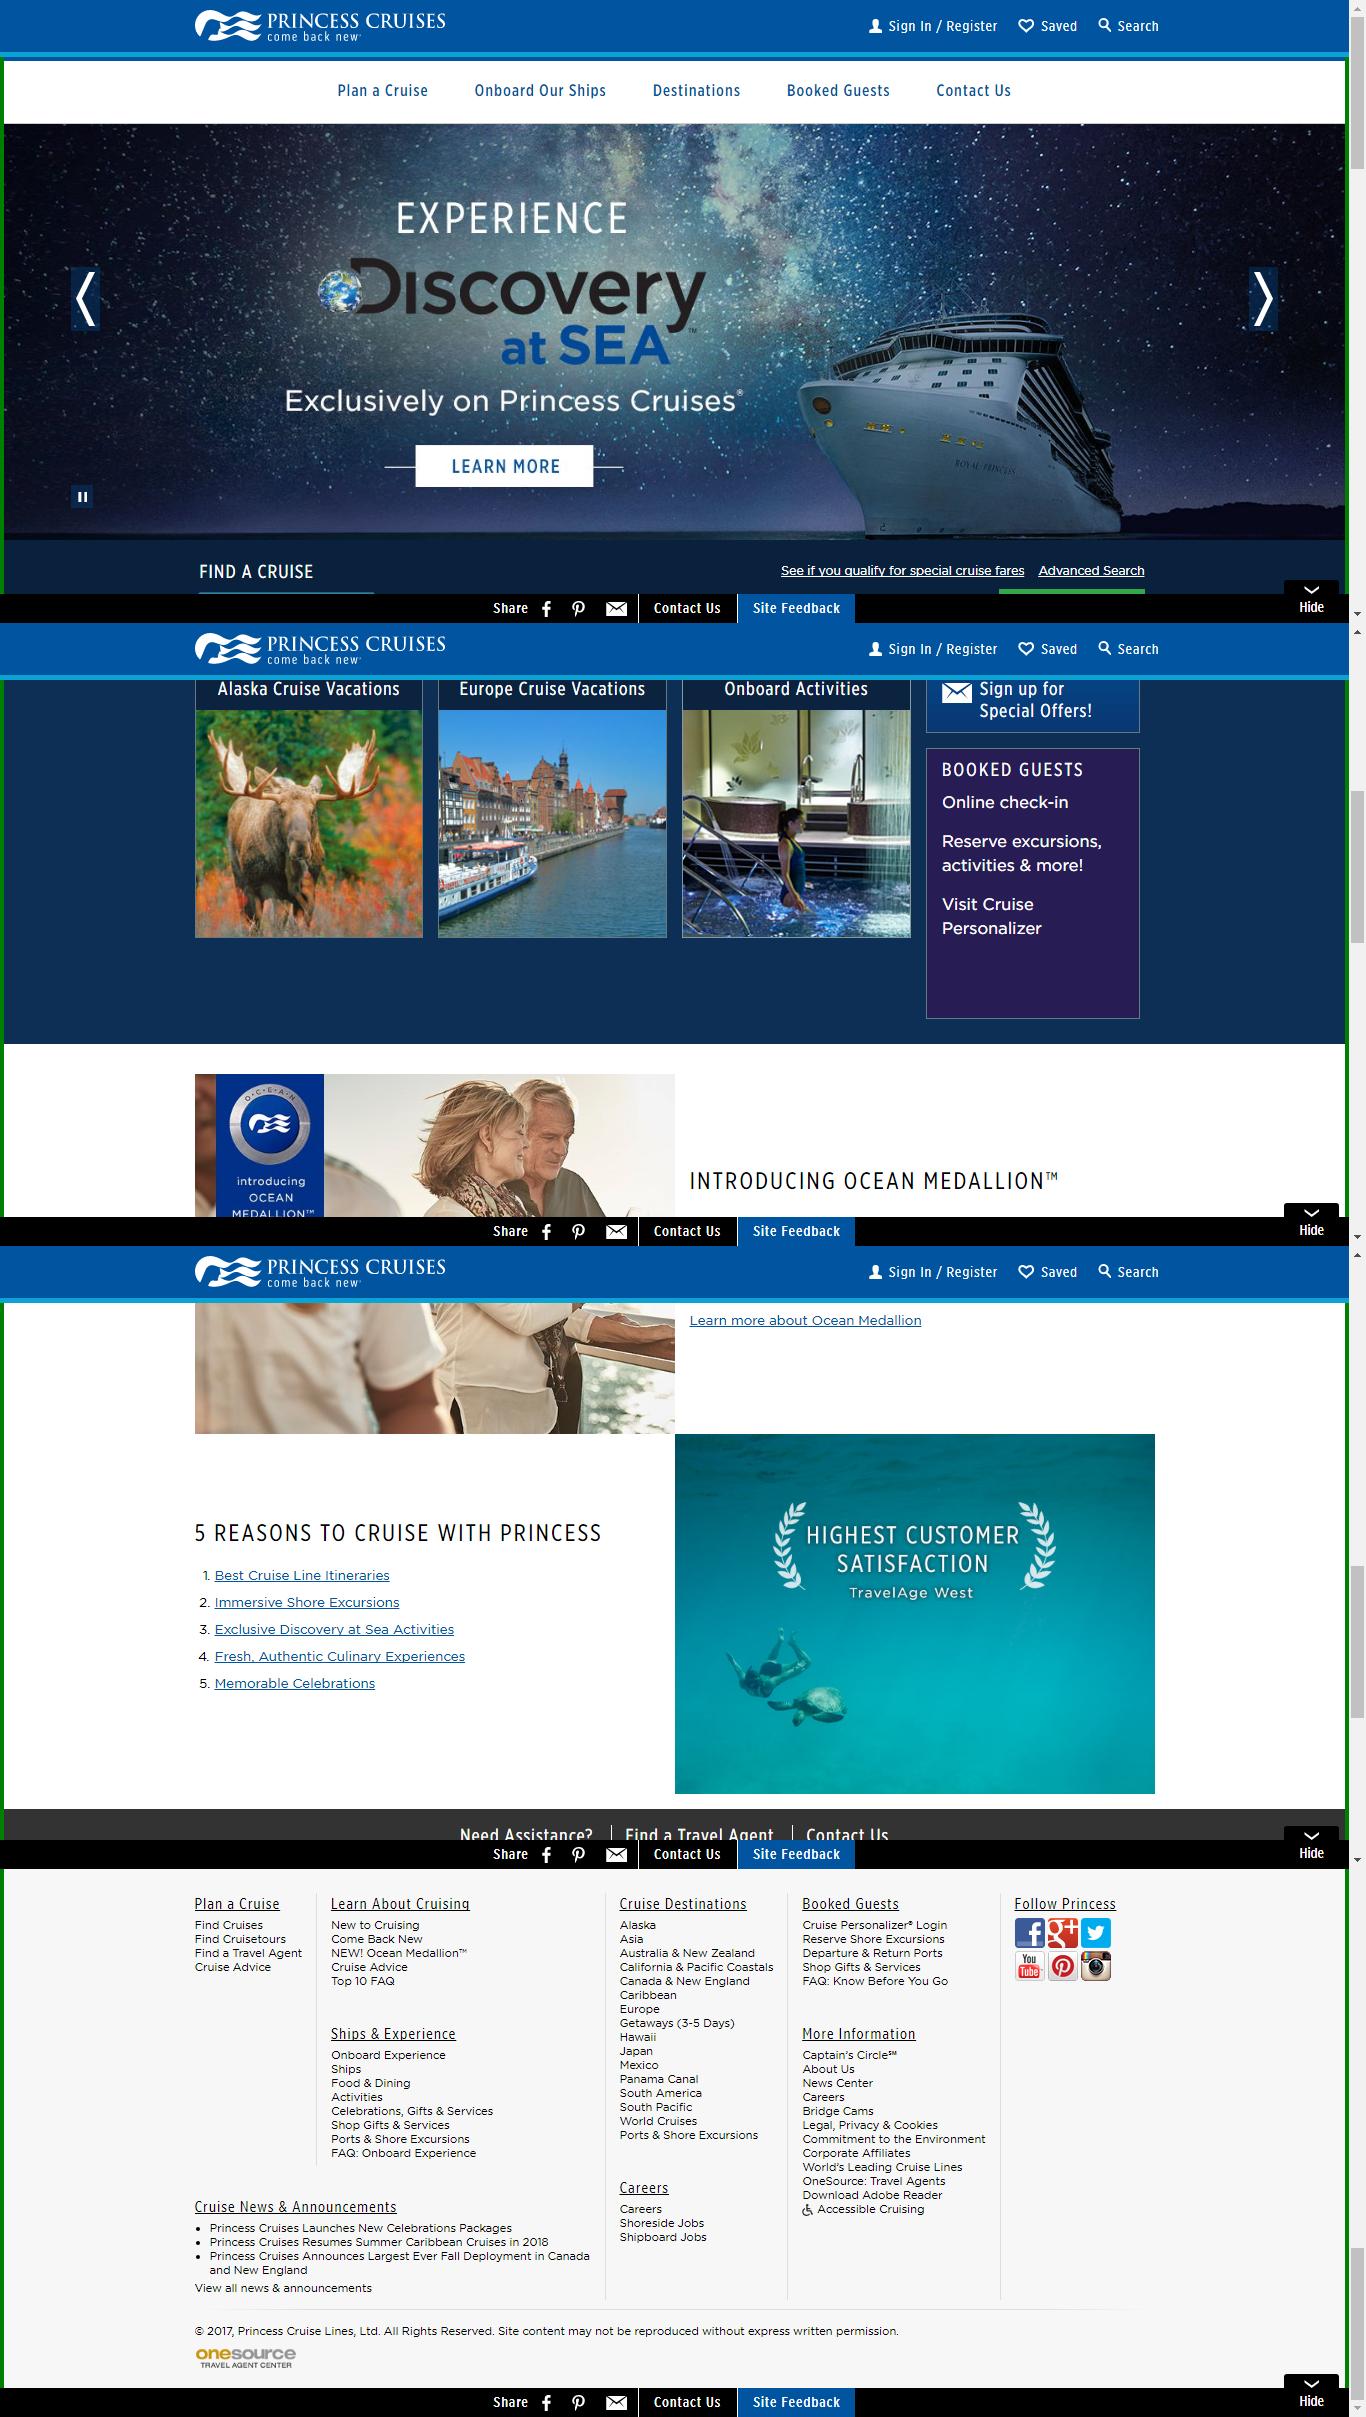 PRINCESS CRUISES
come back new
Sign In / Register
Saved
Search
Plan a Cruise
Onboard Our Ships
Destinations
Booked Guests
Contact Us
EXPERIENCE
Discovery
at SEA™
Exclusively on Princess Cruises®
LEARN MORE
ROYAL PRINCESS
FIND A CRUISE
See if you qualify for special cruise fares
Advanced Search
Share
Contact Us
Site Feedback
Hide
PRINCESS CRUISES
come back new
Sign In / Register
Saved
Search
Alaska Cruise Vacations
Europe Cruise Vacations
Onboard Activities
Sign up for
Special Offers!
BOOKED GUESTS
Online check-in
Reserve excursions,
activities & more!
Visit Cruise
Personalizer
OCEAN
introducing
OCEAN
MEDALLION™
INTRODUCING OCEAN MEDALLION™
Share
Contact Us
Site Feedback
Hide
PRINCESS CRUISES
come back new
Sign In / Register
Saved
Search
Learn more about Ocean Medallion
5 REASONS TO CRUISE WITH PRINCESS
1. Best Cruise Line Itineraries
2. Immersive Shore Excursions
3. Exclusive Discovery at Sea Activities
4. Fresh, Authentic Culinary Experiences
5. Memorable Celebrations
HIGHEST CUSTOMER
SATISFACTION
TravelAge West
Need Assistance?
Find a Travel Agent
Contact Us
Share
Contact Us
Site Feedback
Hide
Plan a Cruise
Find Cruises
Find Cruisetours
Find a Travel Agent
Cruise Advice
Learn About Cruising
New to Cruising
Come Back New
NEW! Ocean Medallion™
Cruise Advice
Top 10 FAQ
Ships & Experience
Onboard Experience
Ships
Food & Dining
Activities
Celebrations, Gifts & Services
Shop Gifts & Services
Ports & Shore Excursions
FAQ: Onboard Experience
Cruise News & Announcements
• Princess Cruises Launches New Celebrations Packages
• Princess Cruises Resumes Summer Caribbean Cruises in 2018
• Princess Cruises Announces Largest Ever Fall Deployment in Canada
and New England
View all news & announcements
Cruise Destinations
Alaska
Asia
Australia & New Zealand
California & Pacific Coastals
Canada & New England
Caribbean
Europe
Getaways (3-5 Days)
Hawaii
Japan
Mexico
Panama Canal
South America
South Pacific
World Cruises
Ports & Shore Excursions
Careers
Careers
Shoreside Jobs
Shipboard Jobs
Booked Guests
Cruise Personalizer® Login
Reserve Shore Excursions
Departure & Return Ports
Shop Gifts & Services
FAQ: Know Before You Go
More Information
Captain's Circle℠
About Us
News Center
Careers
Bridge Cams
Legal, Privacy & Cookies
Commitment to the Environment
Corporate Affiliates
World's Leading Cruise Lines
OneSource: Travel Agents
Download Adobe Reader
Accessible Cruising
Follow Princess
You
Tube
© 2017, Princess Cruise Lines, Ltd. All Rights Reserved. Site content may not be reproduced without express written permission.
onesource
TRAVEL AGENT CENTER
Share
Contact Us
Site Feedback
Hide